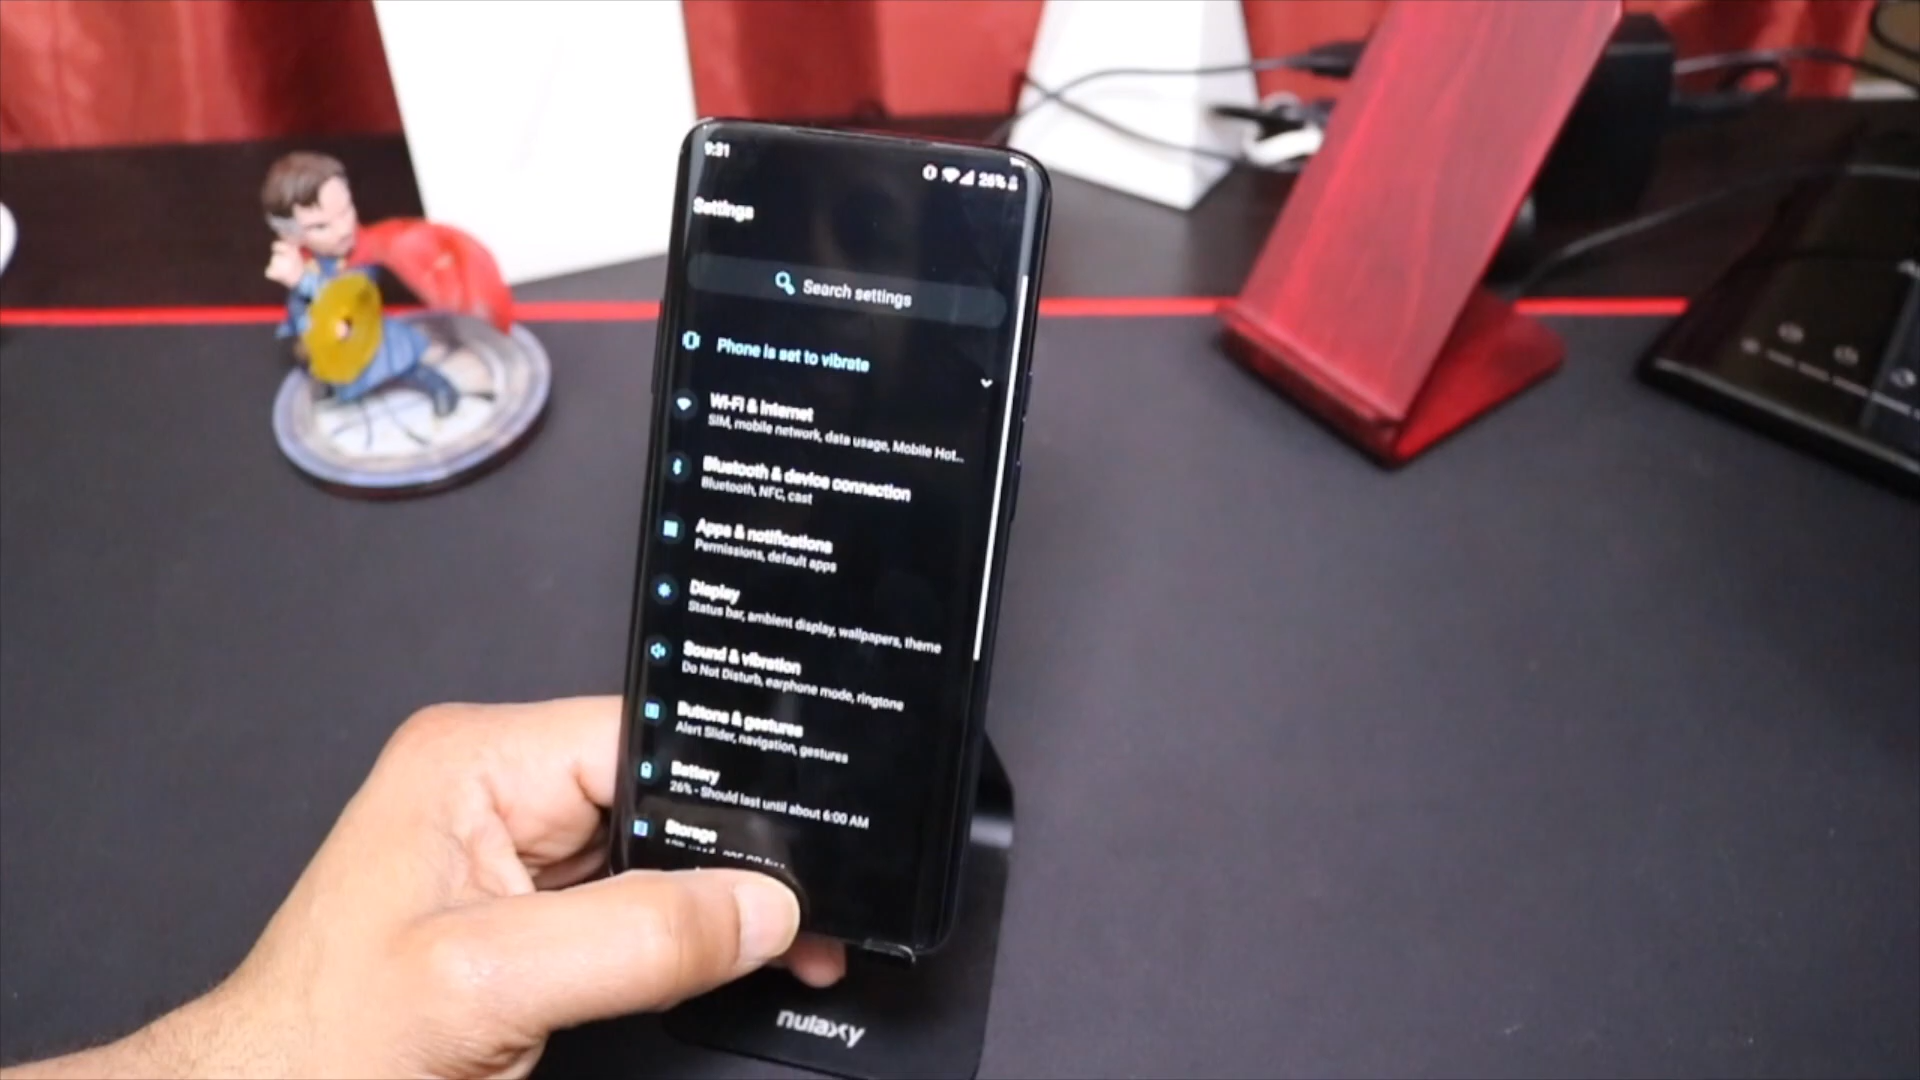 9:31
26%
Settings
Search settings
Phone is set to vibrate
Wi-Fi & internet
SIM, mobile network, data usage, Mobile Hot...
Bluetooth & device connection
Bluetooth, NFC, cast
Apps & notifications
Permissions, default apps
Display
Status bar, ambient display, wallpapers, theme
Sound & vibration
Do Not Disturb, earphone mode, ringtone
Buttons & gestures
Alert Slider, navigation, gestures
Battery
26% - Should last until about 6:00 AM
Storage
nulaxy